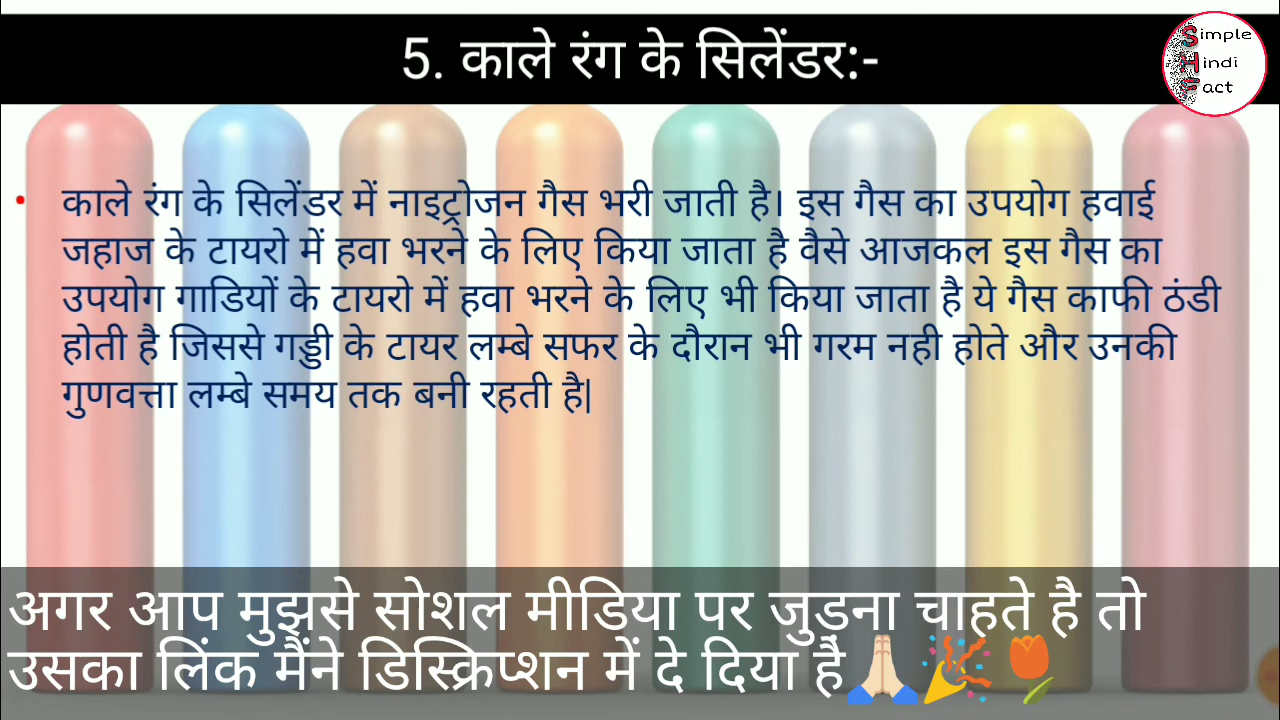 5. काले रंग के सिलेंडर:-
Simple
Hindi
Fact
काले रंग के सिलेंडर में नाइट्रोजन गैस भरी जाती है। इस गैस का उपयोग हवाई
जहाज के टायरो में हवा भरने के लिए किया जाता है वैसे आजकल इस गैस का
उपयोग गाडियों के टायरो में हवा भरने के लिए भी किया जाता है ये गैस काफी ठंडी
होती है जिससे गड्डी के टायर लम्बे सफर के दौरान भी गरम नही होते और उनकी
गुणवत्ता लम्बे समय तक बनी रहती है|
अगर आप मुझसे सोशल मीडिया पर जुड़ना चाहते है तो
उसका लिंक मैंने डिस्क्रिप्शन में दे दिया है🙏🏻🎉🌷